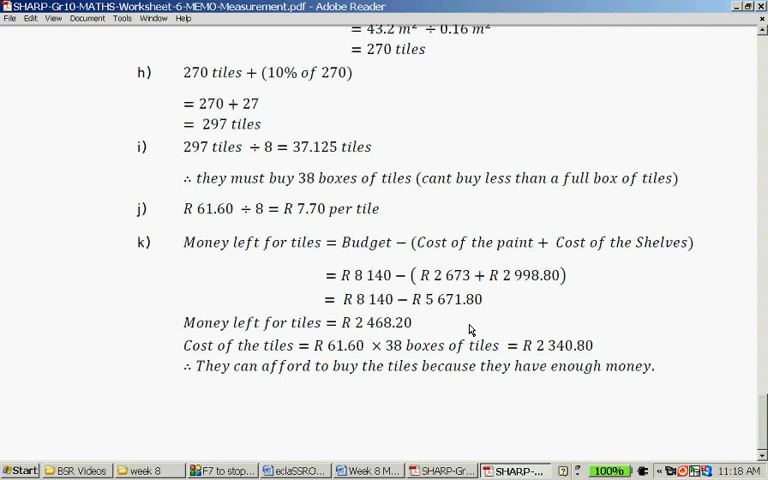 SHARP-Gr10-MATHS-Worksheet-6-MEMO-Measurement.pdf - Adobe Reader
File Edit View Document Tools Window Help
= 43.2 m² ÷ 0.16 m²
= 270 tiles
h) 270 tiles + (10% of 270)
= 270 + 27
= 297 tiles
i) 297 tiles ÷ 8 = 37.125 tiles
∴ they must buy 38 boxes of tiles (cant buy less than a full box of tiles)
j) R 61.60 ÷ 8 = R 7.70 per tile
k) Money left for tiles = Budget − (Cost of the paint + Cost of the Shelves)
= R 8 140 − ( R 2 673 + R 2 998.80)
= R 8 140 − R 5 671.80
Money left for tiles = R 2 468.20
Cost of the tiles = R 61.60 × 38 boxes of tiles = R 2 340.80
∴ They can afford to buy the tiles because they have enough money.
Start BSR Videos week 8 F7 to stop... eclaSSRO... Week 8 M... SHARP-Gr... SHARP-... 100% 11:18 AM